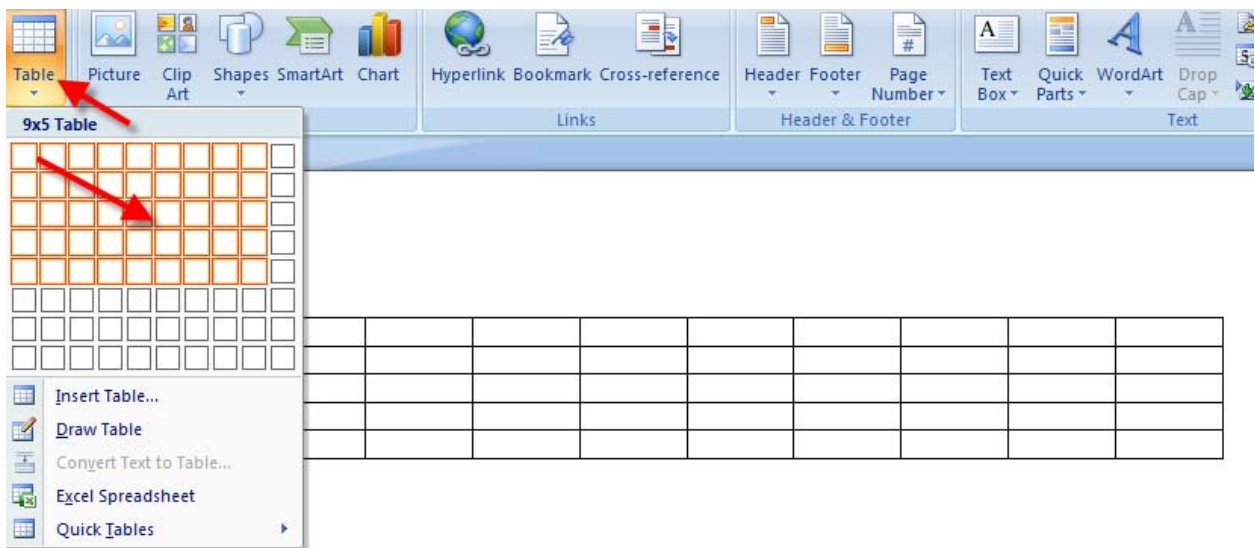 Table Picture Clip Art Shapes SmartArt Chart Hyperlink Bookmark Cross-reference Header Footer Page Number Text Box Quick Parts WordArt Drop Cap
# A A A
Links Header & Footer Text
9x5 Table
Insert Table...
Draw Table
Convert Text to Table...
Excel Spreadsheet
Quick Tables